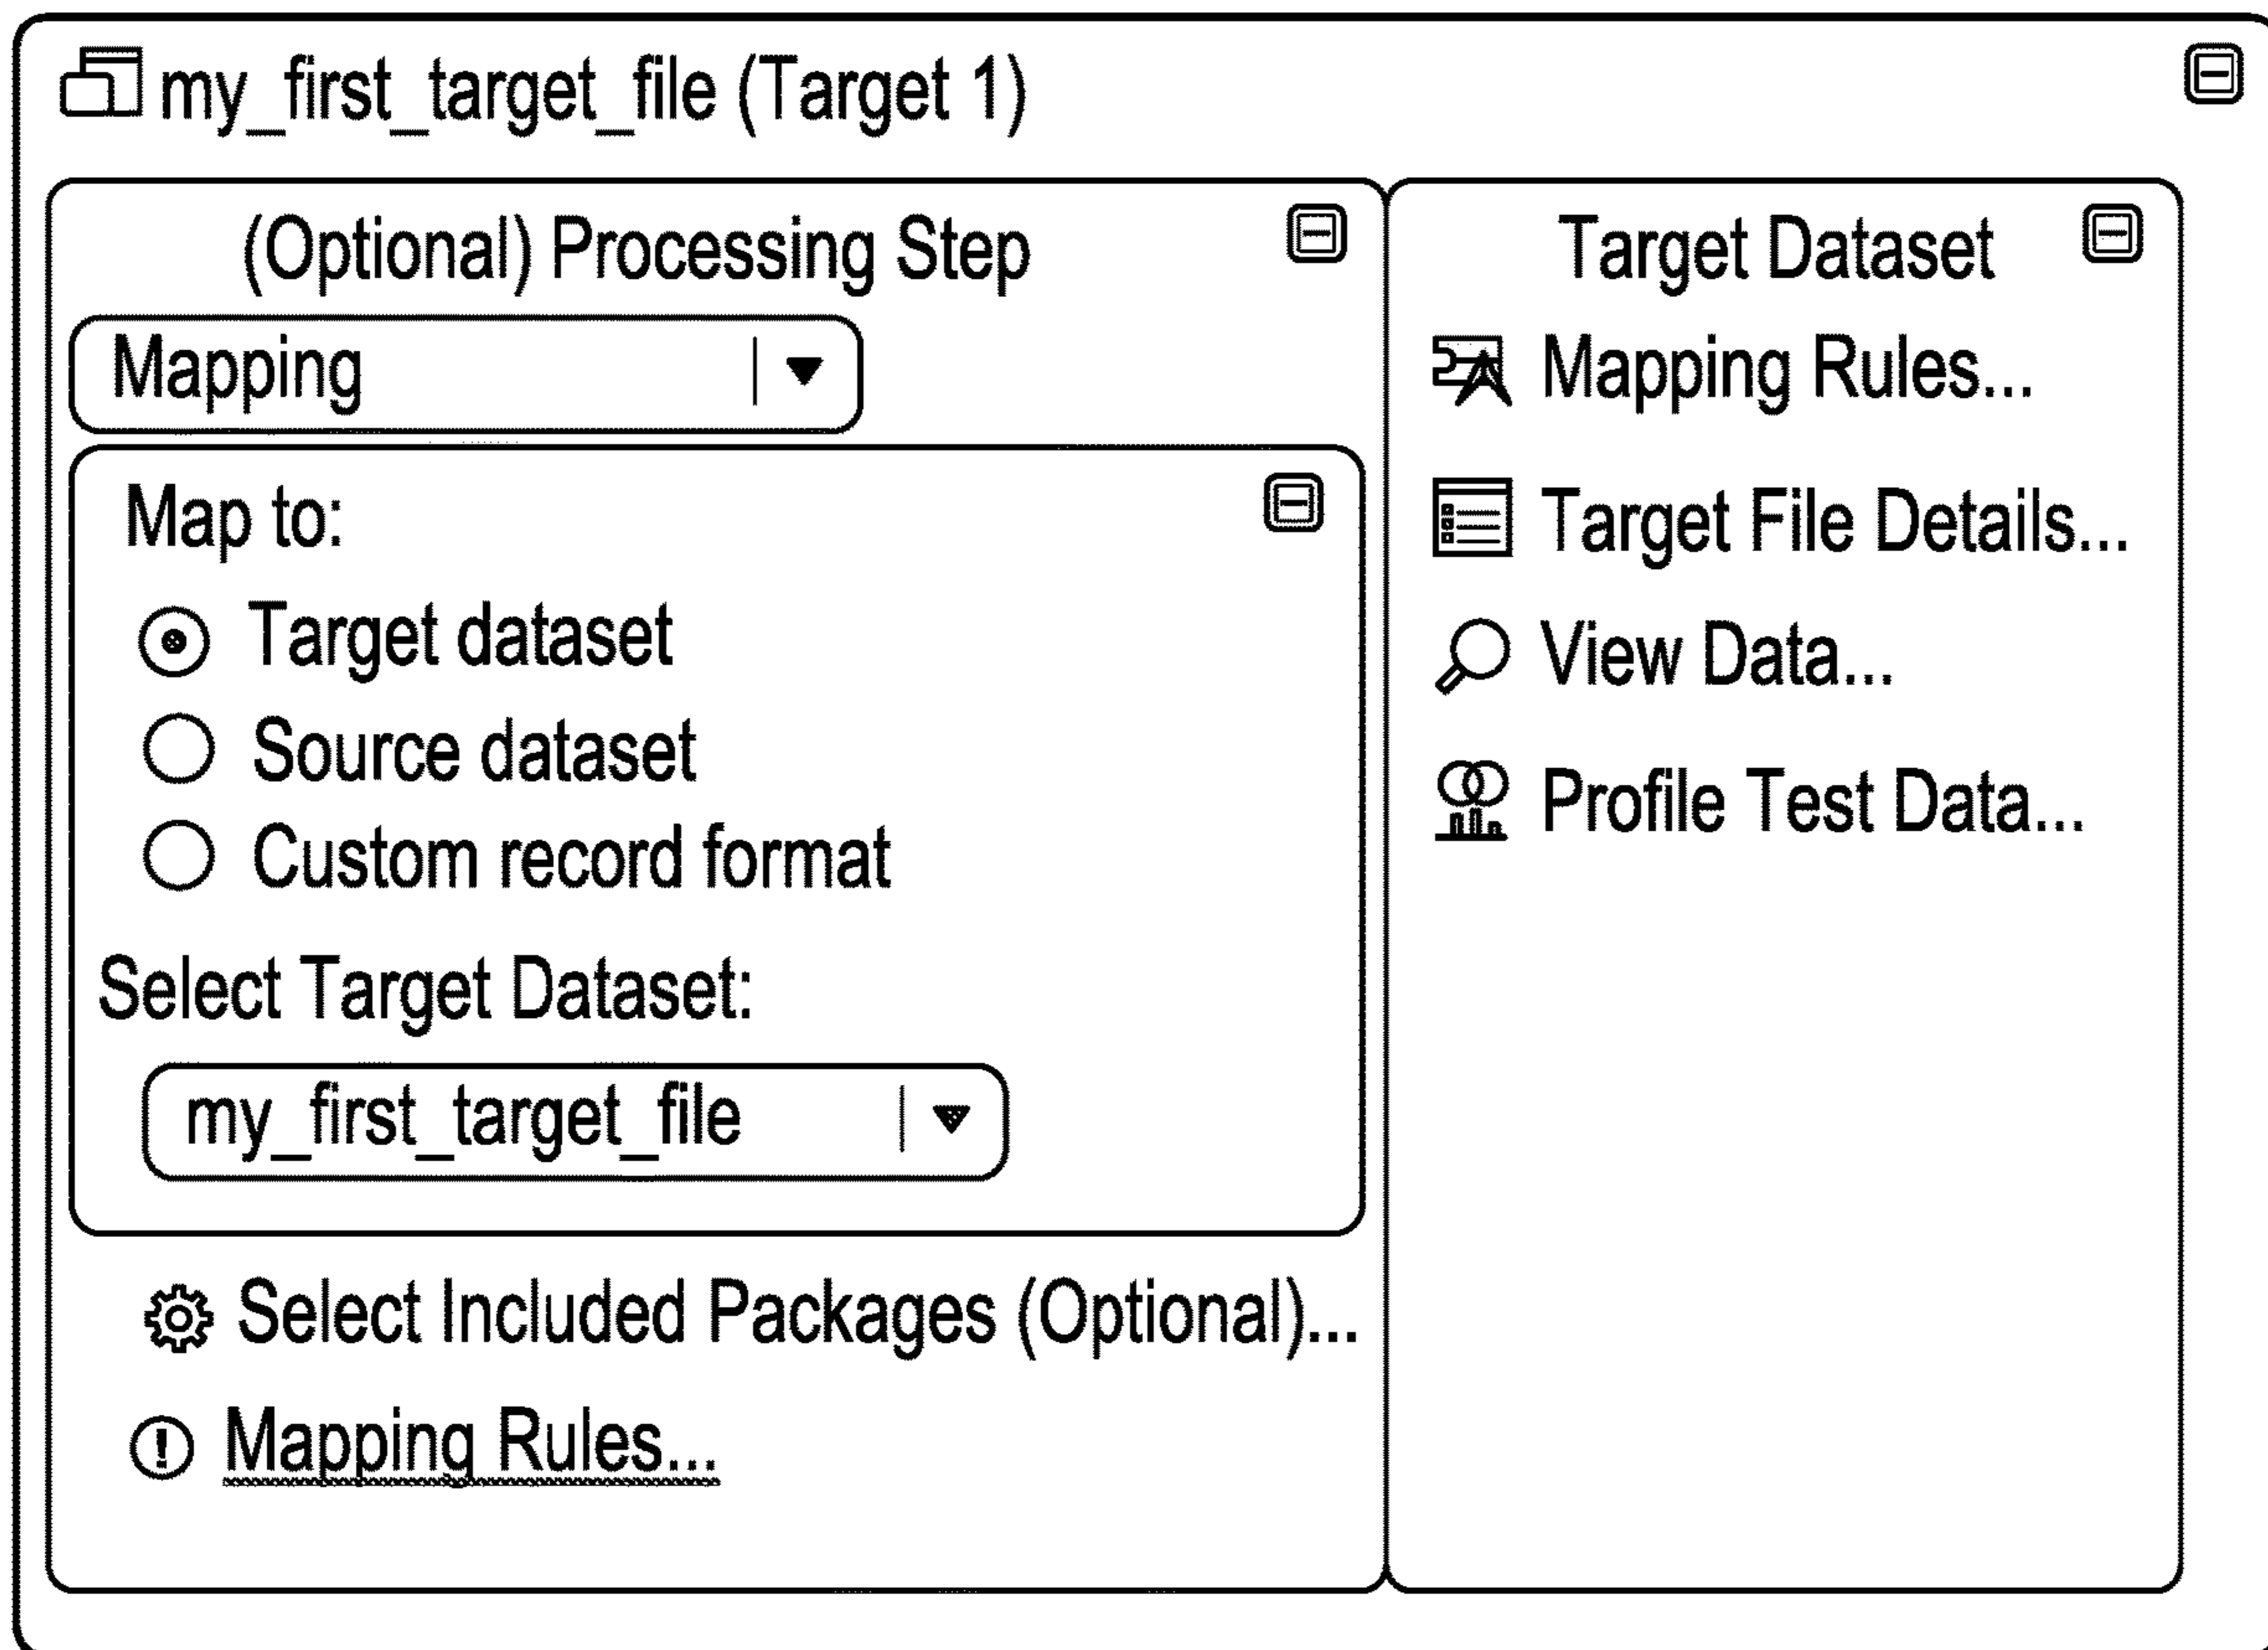 my_first_target_file (Target 1)
(Optional) Processing Step
Mapping
Map to:
Target dataset
Source dataset
Custom record format
Select Target Dataset:
my_first_target_file
Select Included Packages (Optional)...
Mapping Rules...
Target Dataset
Mapping Rules...
Target File Details...
View Data...
Profile Test Data...